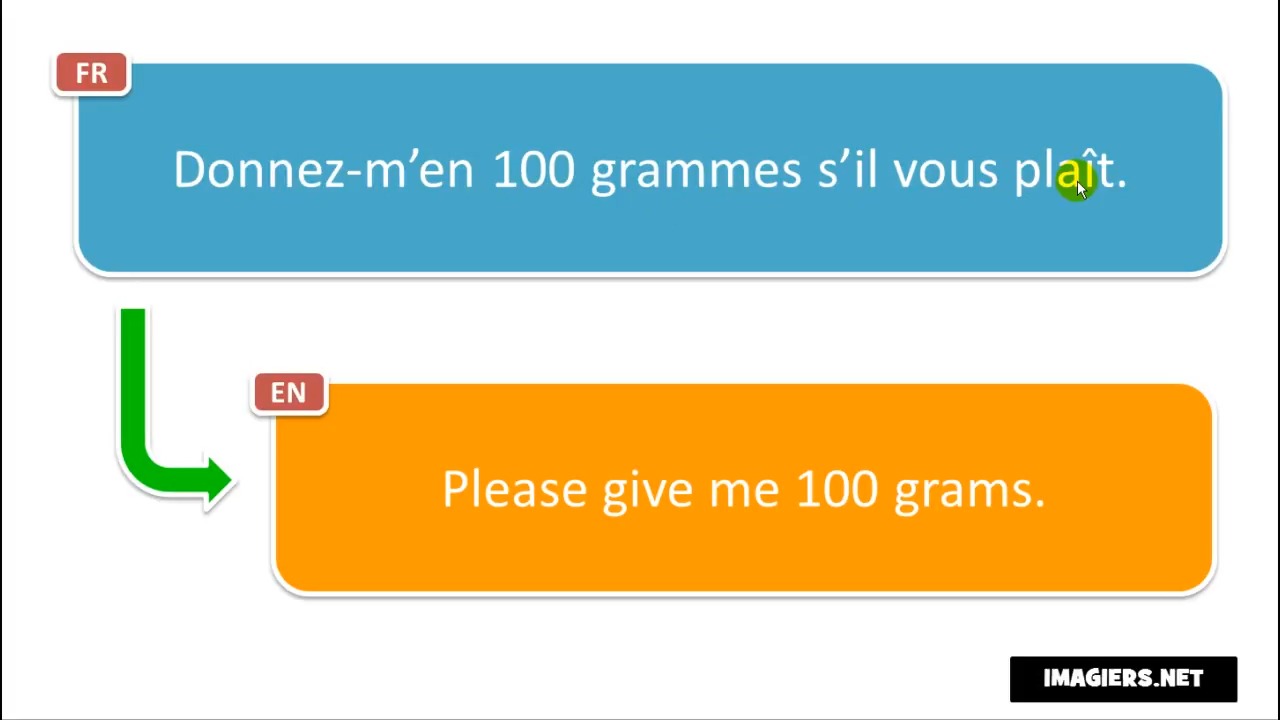 FR
Donnez-m’en 100 grammes s’il vous plaît.
EN
Please give me 100 grams.
IMAGIERS.NET